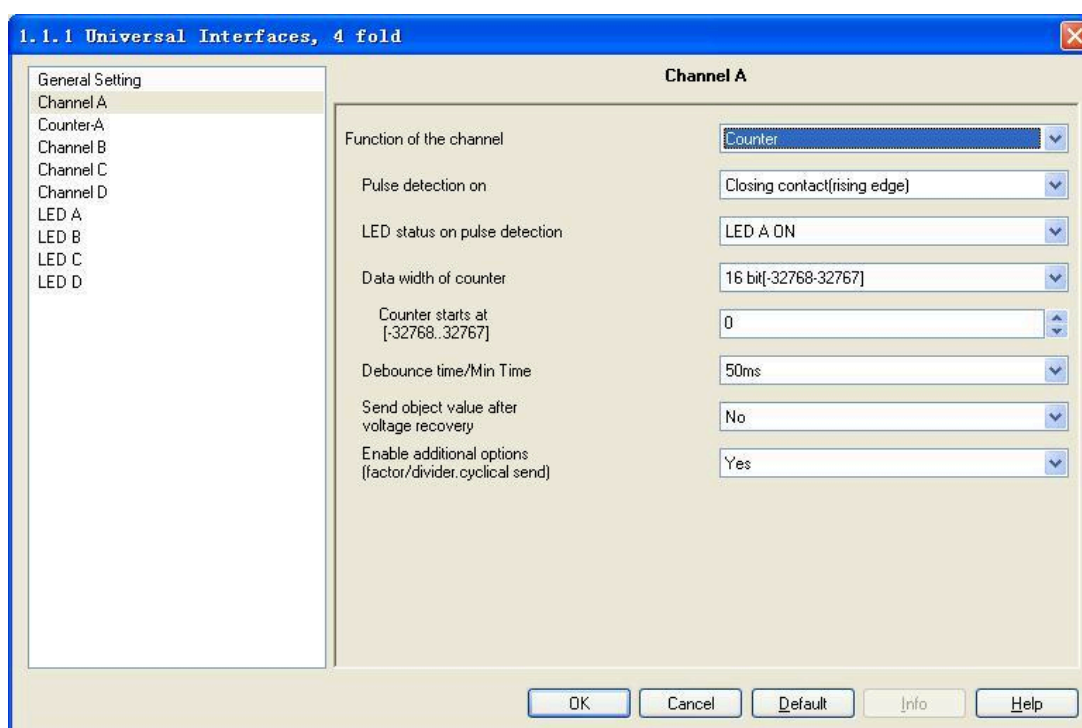 1.1.1 Universal Interfaces, 4 fold
General Setting
Channel A
Counter-A
Channel B
Channel C
Channel D
LED A
LED B
LED C
LED D
Channel A
Function of the channel
Counter
Pulse detection on
Closing contact(rising edge)
LED status on pulse detection
LED A ON
Data width of counter
16 bit[-32768-32767]
Counter starts at
[-32768..32767]
0
Debounce time/Min Time
50ms
Send object value after
voltage recovery
No
Enable additional options
(factor/divider.cyclical send)
Yes
OK
Cancel
Default
Info
Help